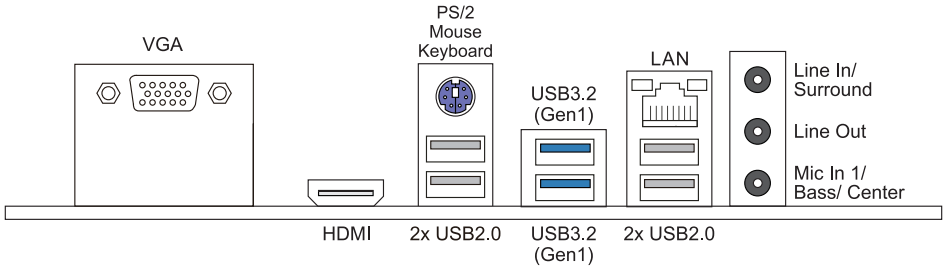 VGA
PS/2
Mouse
Keyboard
USB3.2
(Gen1)
LAN
Line In/
Surround
Line Out
Mic In 1/
Bass/ Center
HDMI
2x USB2.0
USB3.2
(Gen1)
2x USB2.0